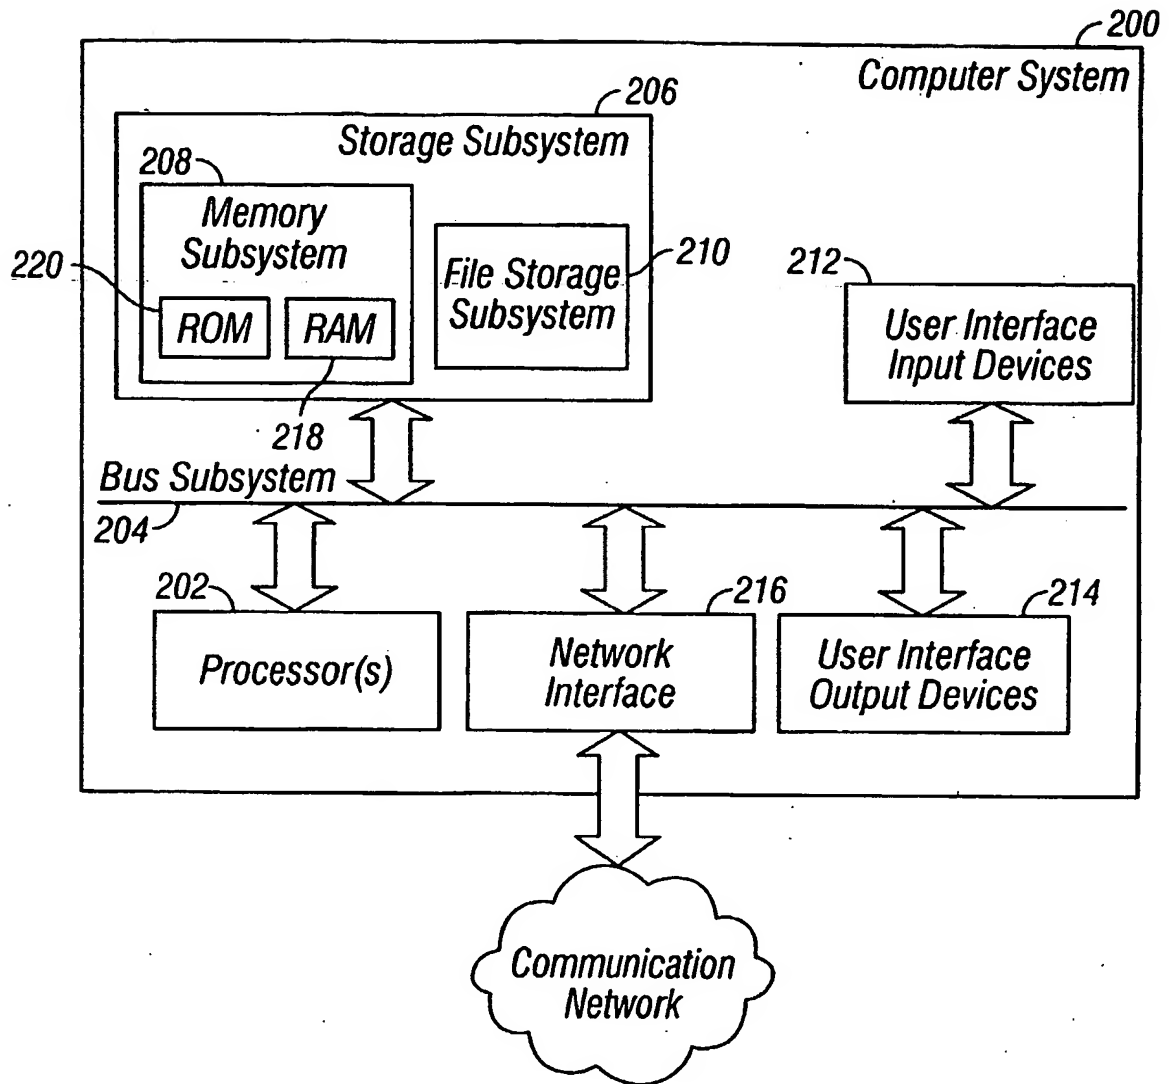 200
Computer System
206
Storage Subsystem
208
Memory
Subsystem
220
ROM
RAM
218
File Storage
Subsystem
210
212
User Interface
Input Devices
Bus Subsystem
204
202
Processor(s)
216
Network
Interface
214
User Interface
Output Devices
Communication
Network